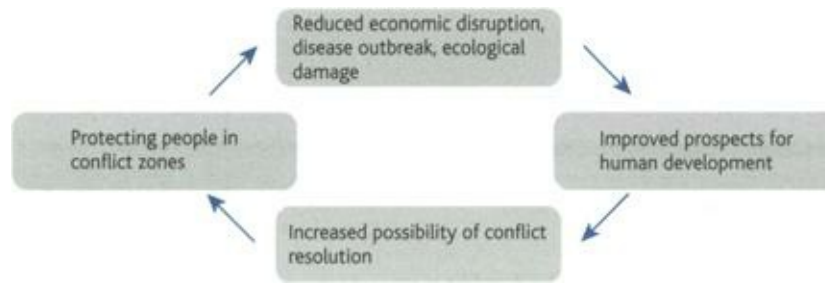 Reduced economic disruption,
disease outbreak, ecological
damage
Protecting people in
conflict zones
Improved prospects for
human development
Increased possibility of conflict
resolution